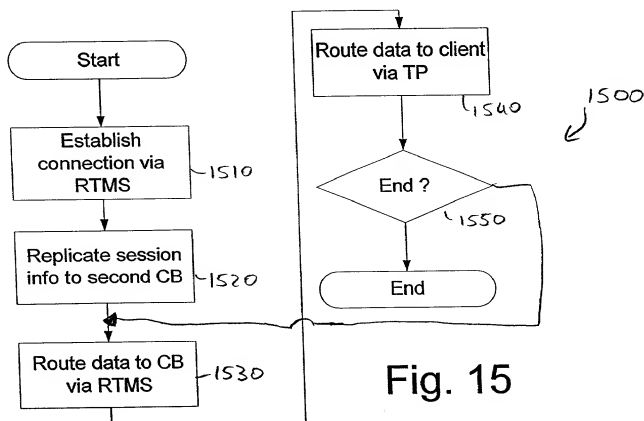 Start
Establish
connection via
RTMS
1510
Replicate session
info to second CB
1520
Route data to CB
via RTMS
1530
Route data to client
via TP
1540
1500
End ?
1550
End
Fig. 15